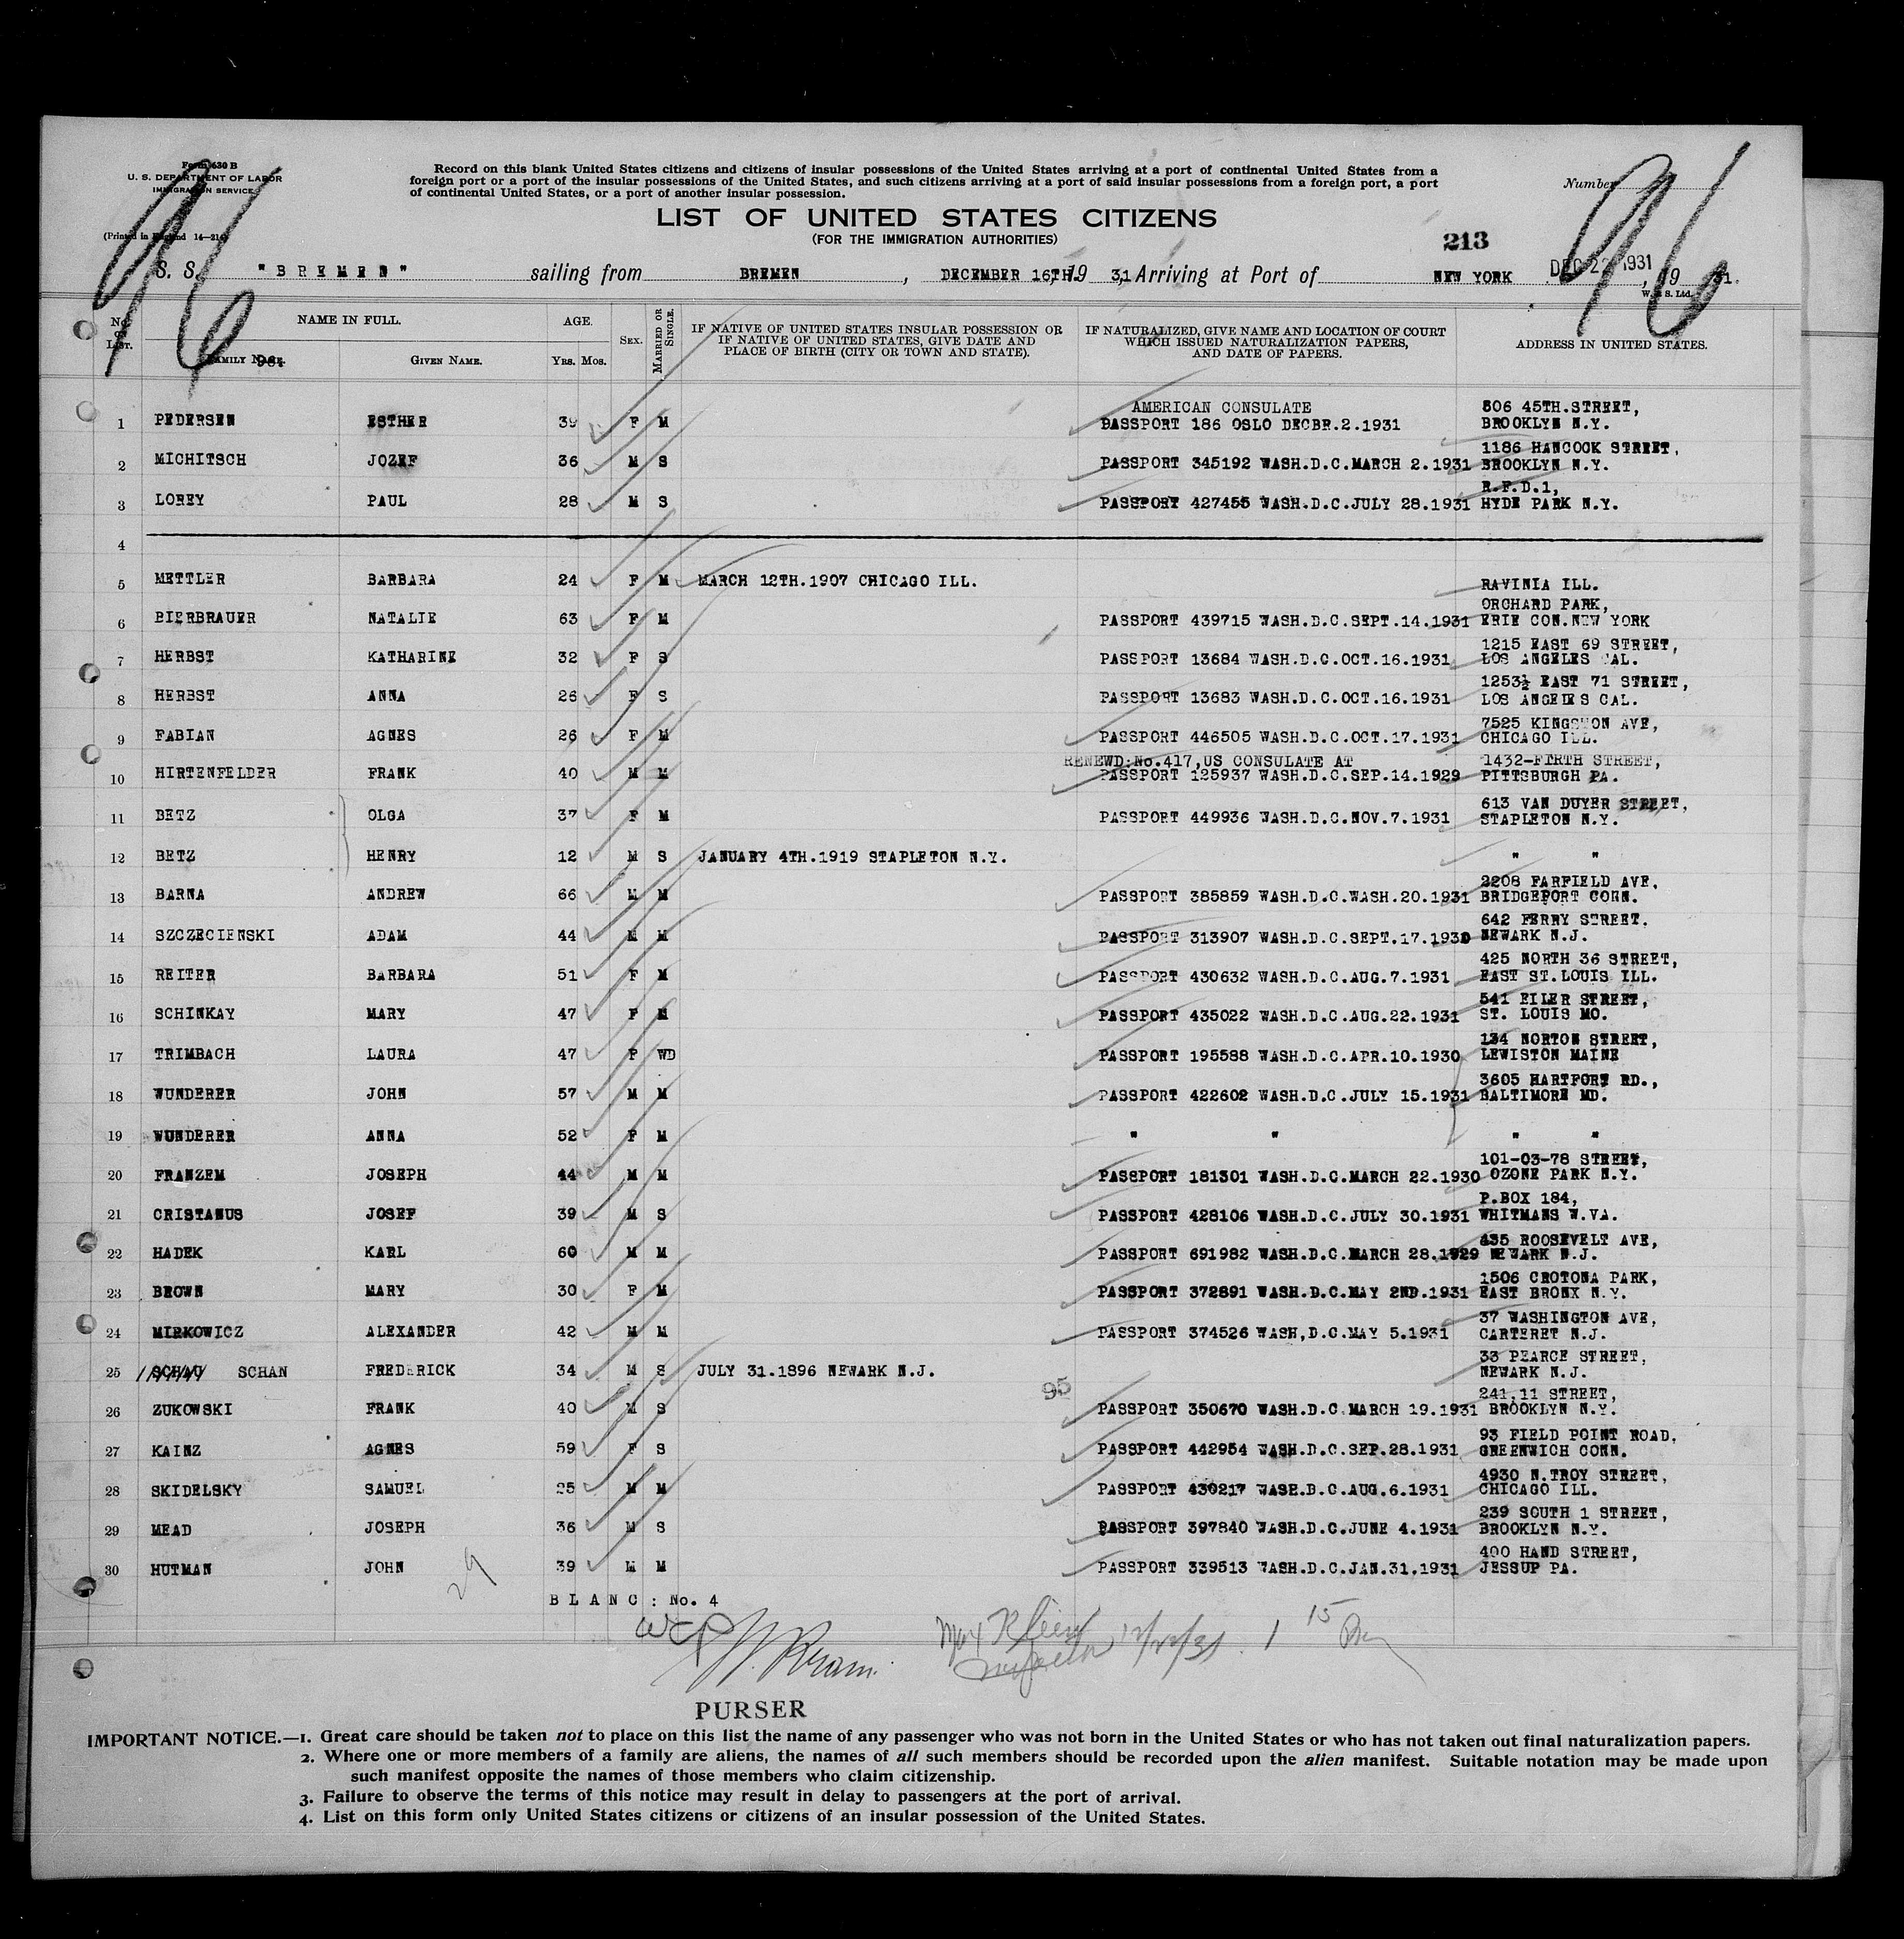 96
96
Form 630 B
U. S. DEPARTMENT OF LABOR
IMMIGRATION SERVICE
(Printed in England 14—214)
Record on this blank United States citizens and citizens of insular possessions of the United States arriving at a port of continental United States from a
foreign port or a port of the insular possessions of the United States, and such citizens arriving at a port of said insular possessions from a foreign port, a port
of continental United States, or a port of another insular possession.
Number
LIST OF UNITED STATES CITIZENS
(FOR THE IMMIGRATION AUTHORITIES)
213
S. S. "BREMEN" sailing from BREMEN, DECEMBER 16TH. 19 31, Arriving at Port of NEW YORK DEC 22 1931, 19 31.
W. & S. Ltd.
No. on List. NAME IN FULL. AGE. SEX. MARRIED OR SINGLE. IF NATIVE OF UNITED STATES INSULAR POSSESSION OR IF NATIVE OF UNITED STATES, GIVE DATE AND PLACE OF BIRTH (CITY OR TOWN AND STATE). IF NATURALIZED, GIVE NAME AND LOCATION OF COURT WHICH ISSUED NATURALIZATION PAPERS, AND DATE OF PAPERS. ADDRESS IN UNITED STATES.
FAMILY NAME. GIVEN NAME. YRS. MOS.
1 PEDERSEN ESTHER 39 F M AMERICAN CONSULATE PASSPORT 186 OSLO DECBR.2.1931 506 45TH.STREET, BROOKLYN N.Y.
2 MICHITSCH JOZEF 36 M S PASSPORT 345192 WASH.D.C.MARCH 2.1931 1186 HANCOCK STREET, BROOKLYN N.Y.
3 LOREY PAUL 28 M S PASSPORT 427455 WASH.D.C.JULY 28.1931 R.F.D.1, HYDE PARK N.Y.
4
5 METTLER BARBARA 24 F M MARCH 12TH.1907 CHICAGO ILL. RAVINIA ILL.
6 BIERBRAUER NATALIE 63 F M PASSPORT 439715 WASH.D.C.SEPT.14.1931 ORCHARD PARK, ERIE CON.NEW YORK
7 HERBST KATHARINE 32 F S PASSPORT 13684 WASH.D.C.OCT.16.1931 1215 EAST 69 STREET, LOS ANGELES CAL.
8 HERBST ANNA 26 F S PASSPORT 13683 WASH.D.C.OCT.16.1931 1253½ EAST 71 STREET, LOS ANGELES CAL.
9 FABIAN AGNES 26 F M PASSPORT 446505 WASH.D.C.OCT.17.1931 7525 KINGSTON AVE, CHICAGO ILL.
10 HIRTENFELDER FRANK 40 M M RENEWD:No.417,US CONSULATE AT PASSPORT 125937 WASH.D.C.SEP.14.1929 1432-FIRTH STREET, PITTSBURGH PA.
11 BETZ OLGA 37 F M PASSPORT 449936 WASH.D.C.NOV.7.1931 613 VAN DUYER STREET, STAPLETON N.Y.
12 BETZ HENRY 12 M S JANUARY 4TH.1919 STAPLETON N.Y. " "
13 BARNA ANDREW 66 M M PASSPORT 385859 WASH.D.C.WASH.20.1931 2208 FARFIELD AVE, BRIDGEPORT CONN.
14 SZCZECIENSKI ADAM 44 M M PASSPORT 313907 WASH.D.C.SEPT.17.1930 642 FERRY STREET. NEWARK N.J.
15 REITER BARBARA 51 F M PASSPORT 430632 WASH.D.C.AUG.7.1931 425 NORTH 36 STREET, EAST ST.LOUIS ILL.
16 SCHINKAY MARY 47 F M PASSPORT 435022 WASH.D.C.AUG.22.1931 541 EILER STREET, ST. LOUIS MO.
17 TRIMBACH LAURA 47 F WD PASSPORT 195588 WASH.D.C.APR.10.1930 134 NORTON STREET, LEWISTON MAINE
18 WUNDERER JOHN 57 M M PASSPORT 422602 WASH.D.C.JULY 15.1931 3605 HARTFORT RD., BALTIMORE MD.
19 WUNDERER ANNA 52 F M " " " "
20 FRANZEM JOSEPH 44 M M PASSPORT 181301 WASH.D.C.MARCH 22.1930 101-03-78 STREET, OZONE PARK N.Y.
21 CRISTANUS JOSEF 39 M S PASSPORT 428106 WASH.D.C.JULY 30.1931 P.BOX 184, WHITMANS W.VA.
22 HADEK KARL 60 M M PASSPORT 691982 WASH.D.C.MARCH 28.1929 435 ROOSEVELT AVE, NEWARK N.J.
23 BROWN MARY 30 F M PASSPORT 372891 WASH.D.C.MAY 2ND.1931 1506 CROTONA PARK, EAST BRONX N.Y.
24 MIRKOWICZ ALEXANDER 42 M M PASSPORT 374526 WASH,D.C.MAY 5.1931 37 WASHINGTON AVE, CARTERET N.J.
25 SCHAN FREDERICK 34 M S JULY 31.1896 NEWARK N.J. 33 PEARCE STREET, NEWARK N.J.
95
26 ZUKOWSKI FRANK 40 M S PASSPORT 350670 WASH.D.C.MARCH 19.1931 241,11 STREET, BROOKLYN N.Y.
27 KAINZ AGNES 59 F S PASSPORT 442954 WASH.D.C.SEP.28.1931 93 FIELD POINT ROAD, GREENWICH CONN.
28 SKIDELSKY SAMUEL M M PASSPORT 430217 WASH.D.C.AUG.6.1931 4930 N.TROY STREET, CHICAGO ILL.
29 MEAD JOSEPH 36 M S PASSPORT 397840 WASH.D.C.JUNE 4.1931 239 SOUTH 1 STREET, BROOKLYN N.Y.
30 HUTMAN JOHN 39 M M PASSPORT 339513 WASH.D.C.JAN.31.1931 400 HAND STREET, JESSUP PA.
29
BLANC: No. 4
12/22/31 1 15
PURSER
IMPORTANT NOTICE.—1. Great care should be taken not to place on this list the name of any passenger who was not born in the United States or who has not taken out final naturalization papers.
2. Where one or more members of a family are aliens, the names of all such members should be recorded upon the alien manifest. Suitable notation may be made upon
such manifest opposite the names of those members who claim citizenship.
3. Failure to observe the terms of this notice may result in delay to passengers at the port of arrival.
4. List on this form only United States citizens or citizens of an insular possession of the United States.